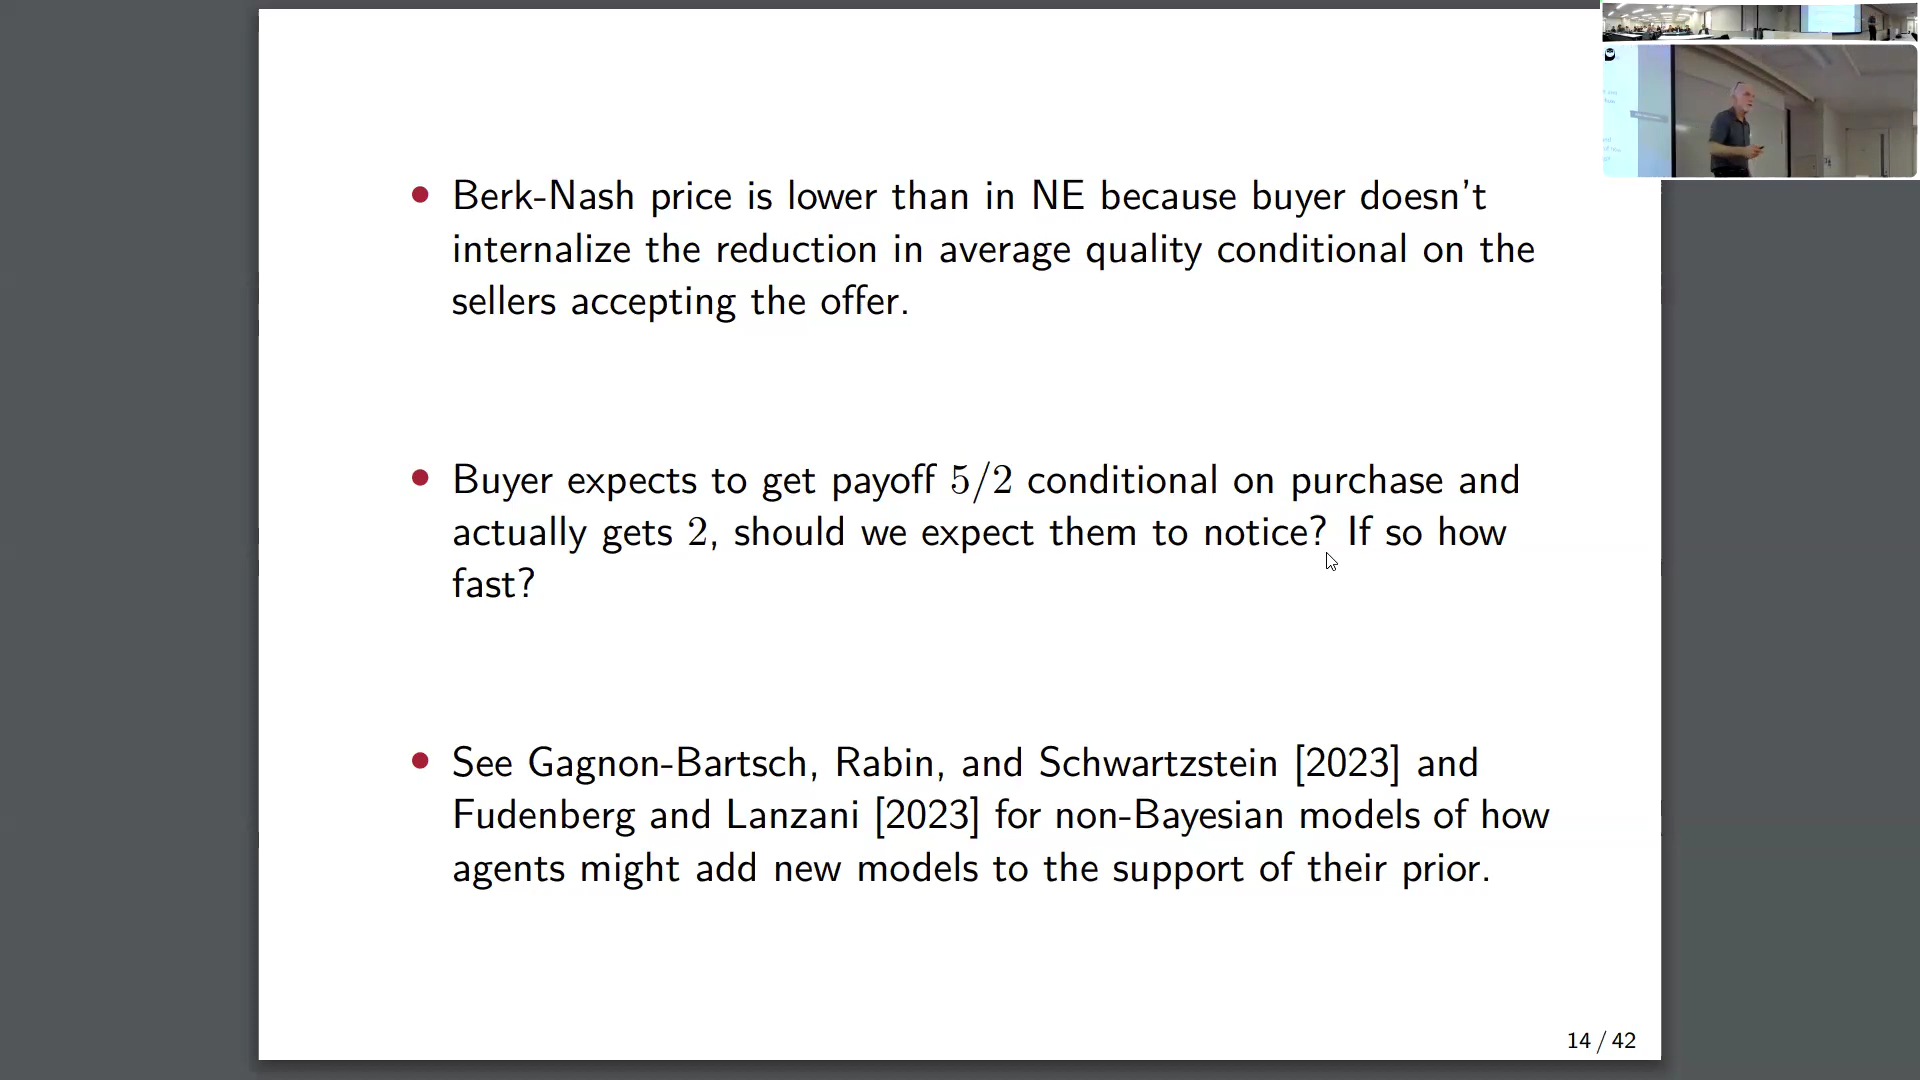 Berk-Nash price is lower than in NE because buyer doesn't
internalize the reduction in average quality conditional on the
sellers accepting the offer.
Buyer expects to get payoff 5/2 conditional on purchase and
actually gets 2, should we expect them to notice? If so how
fast?
See Gagnon-Bartsch, Rabin, and Schwartzstein [2023] and
Fudenberg and Lanzani [2023] for non-Bayesian models of how
agents might add new models to the support of their prior.
14 / 42